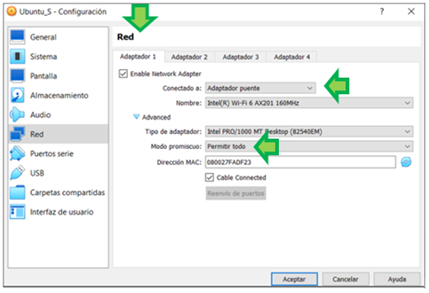 Ubuntu_S - Configuración
General
Sistema
Pantalla
Almacenamiento
Audio
Red
Puertos serie
USB
Carpetas compartidas
Interfaz de usuario
Red
Adaptador 1 Adaptador 2 Adaptador 3 Adaptador 4
Enable Network Adapter
Conectado a: Adaptador puente
Nombre: Intel(R) Wi-Fi 6 AX201 160MHz
Advanced
Tipo de adaptador: Intel PRO/1000 MT Desktop (82540EM)
Modo promiscuo: Permitir todo
Dirección MAC: 080027FADF23
Cable Connected
Reenvío de puertos
Aceptar Cancelar Ayuda